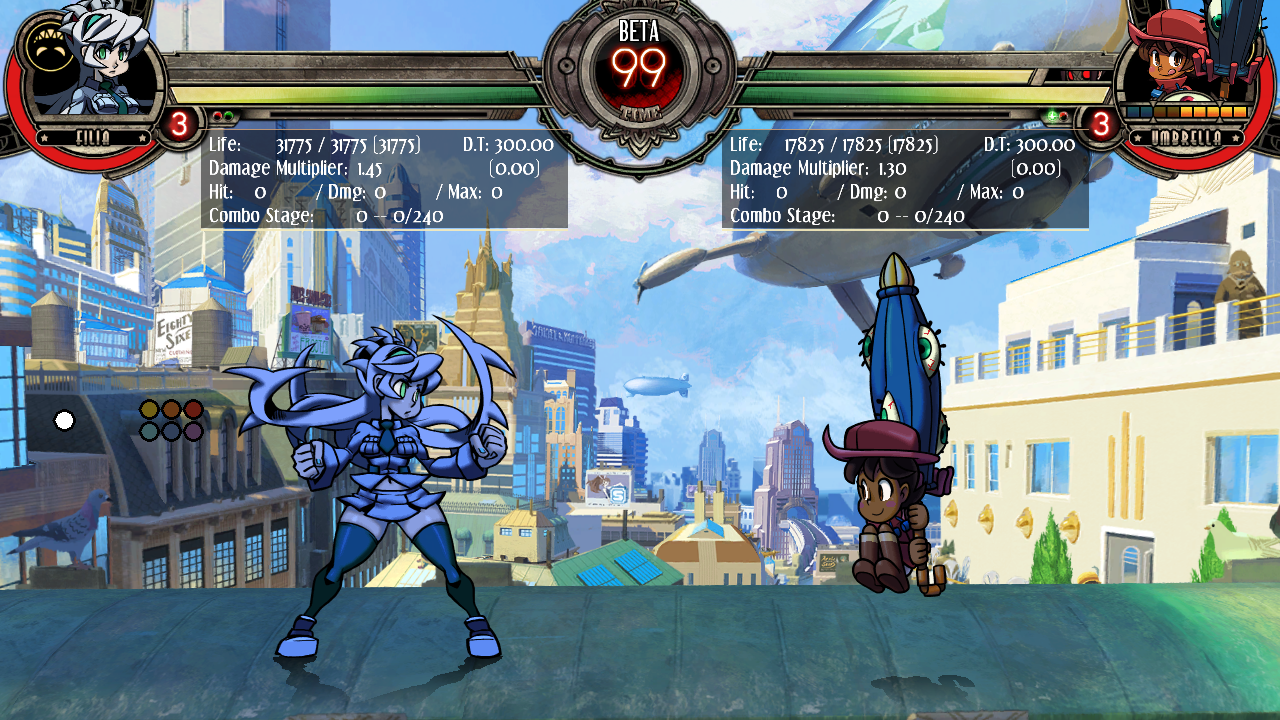 BETA
99
TIME
FILIA
3
3
UMBRELLA
Life: 31775 / 31775 (31775) D.T: 300.00
Damage Multiplier: 1.45 (0.00)
Hit: 0 / Dmg: 0 / Max: 0
Combo Stage: 0 -- 0/240
Life: 17825 / 17825 (17825) D.T: 300.00
Damage Multiplier: 1.30 (0.00)
Hit: 0 / Dmg: 0 / Max: 0
Combo Stage: 0 -- 0/240
EIGHTY
SIX
S